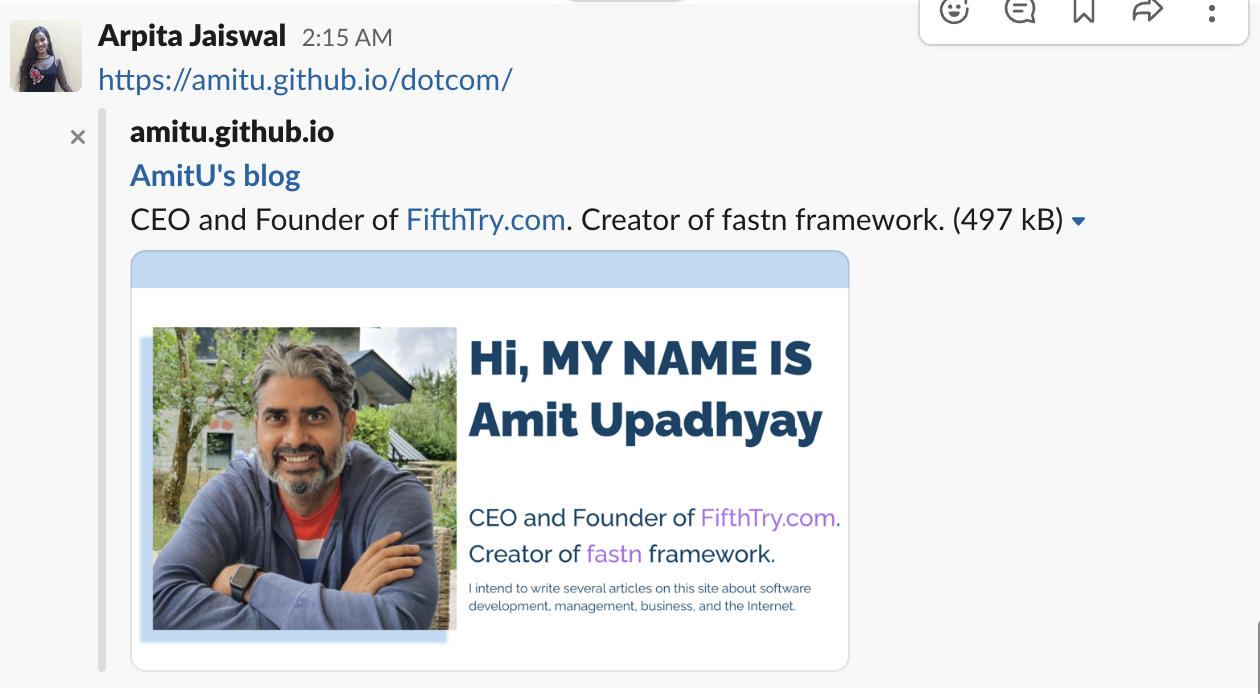 Arpita Jaiswal 2:15 AM
https://amitu.github.io/dotcom/
amitu.github.io
AmitU's blog
CEO and Founder of FifthTry.com. Creator of fastn framework. (497 kB)
Hi, MY NAME IS
Amit Upadhyay
CEO and Founder of FifthTry.com.
Creator of fastn framework.
I intend to write several articles on this site about software
development, management, business, and the Internet.